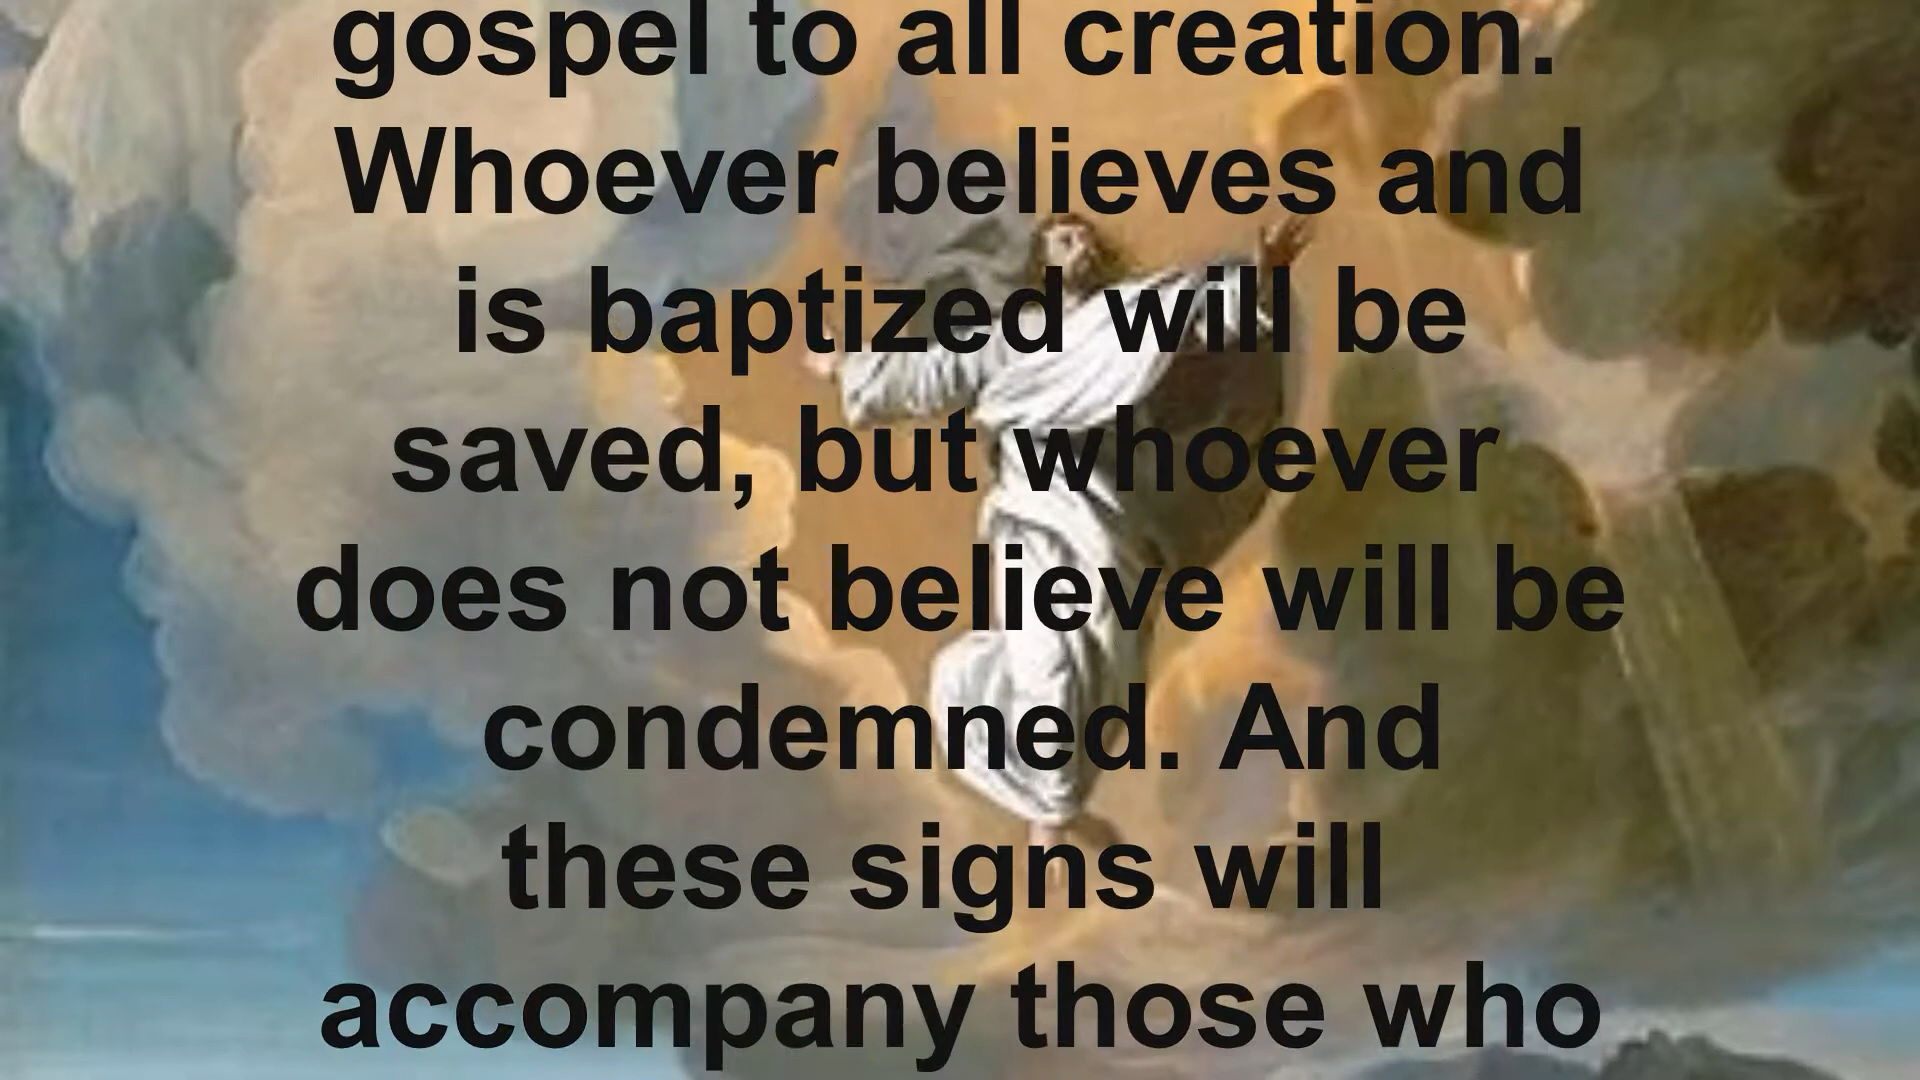 gospel to all creation.
Whoever believes and
is baptized will be
saved, but whoever
does not believe will be
condemned. And
these signs will
accompany those who